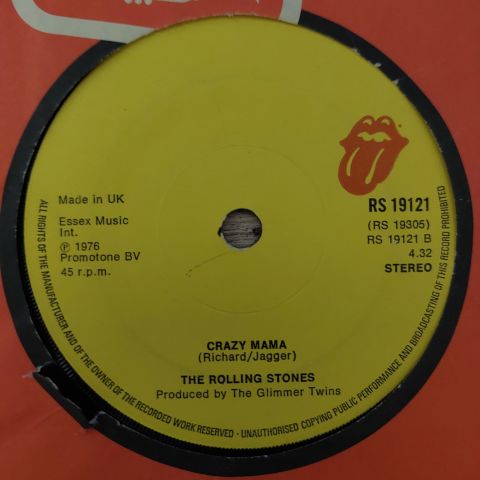 Made in UK
Essex Music
Int.
℗ 1976
Promotone BV
45 r.p.m.
RS 19121
(RS 19305)
RS 19121 B
4.32
STEREO
CRAZY MAMA
(Richard/Jagger)
THE ROLLING STONES
Produced by The Glimmer Twins
ALL RIGHTS OF THE MANUFACTURER AND OF THE OWNER OF THE RECORDED WORK RESERVED - UNAUTHORISED COPYING PUBLIC PERFORMANCE AND BROADCASTING OF THIS RECORD PROHIBITED